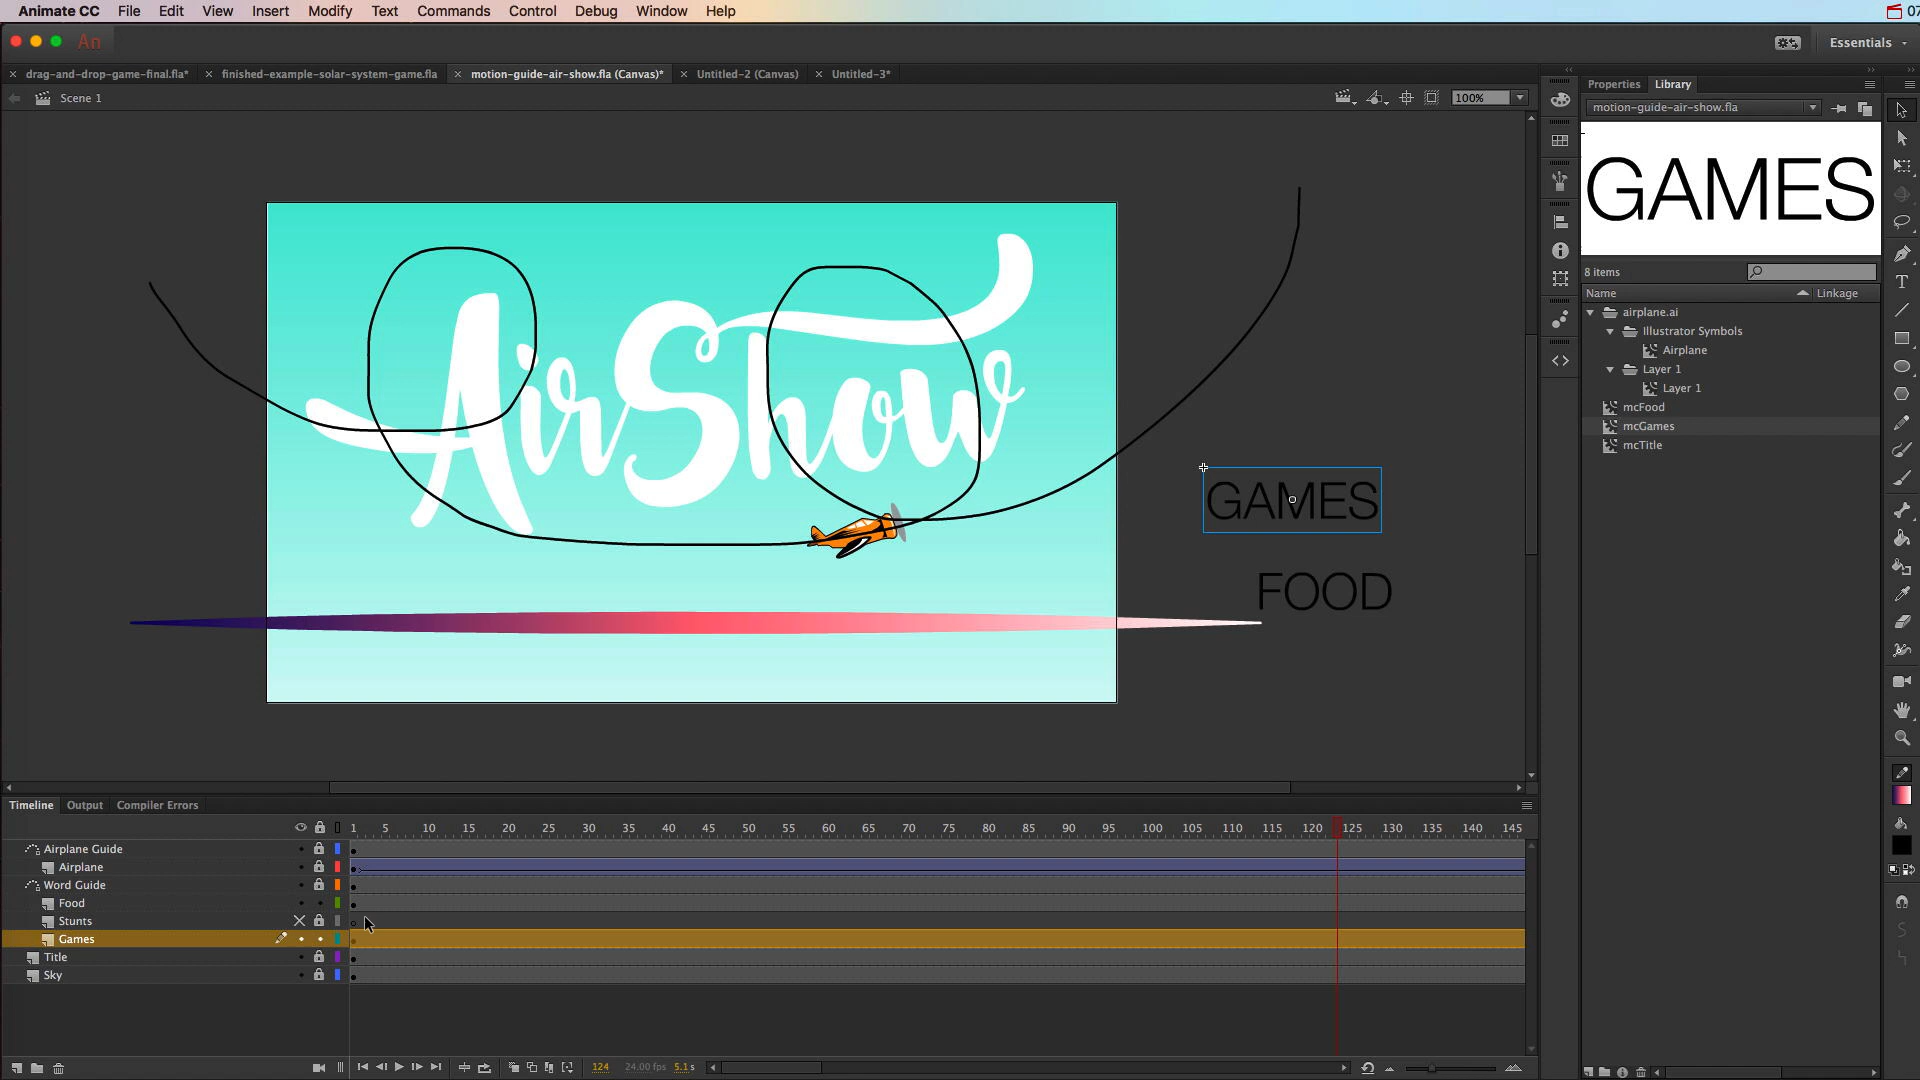 Animate CC File Edit View Insert Modify Text Commands Control Debug Window Help 07
An Essentials
drag-and-drop-game-final.fla* finished-example-solar-system-game.fla motion-guide-air-show.fla (Canvas)* Untitled-2 (Canvas) Untitled-3*
Scene 1 100%
Properties Library
motion-guide-air-show.fla
GAMES
8 items
Name Linkage
airplane.ai
Illustrator Symbols
Airplane
Layer 1
Layer 1
mcFood
mcGames
mcTitle
AirShow
GAMES
FOOD
Timeline Output Compiler Errors
1 5 10 15 20 25 30 35 40 45 50 55 60 65 70 75 80 85 90 95 100 105 110 115 120 125 130 135 140 145
Airplane Guide
Airplane
Word Guide
Food
Stunts
Games
Title
Sky
124 24.00 fps 5.1 s